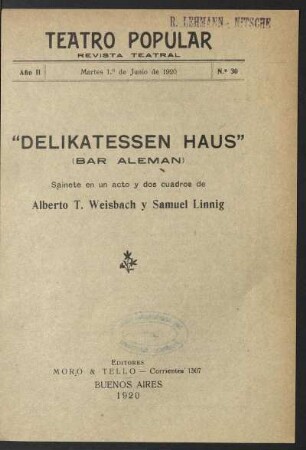 R. LEHMANN-NITSCHE
TEATRO POPULAR
REVISTA TEATRAL
Año II Martes 1.º de Junio de 1920 N.º 30
"DELIKATESSEN HAUS"
(BAR ALEMAN)
Sainete en un acto y dos cuadros de
Alberto T. Weisbach y Samuel Linnig
EDITORES
MORO & TELLO — Corrientes 1307
BUENOS AIRES
1920